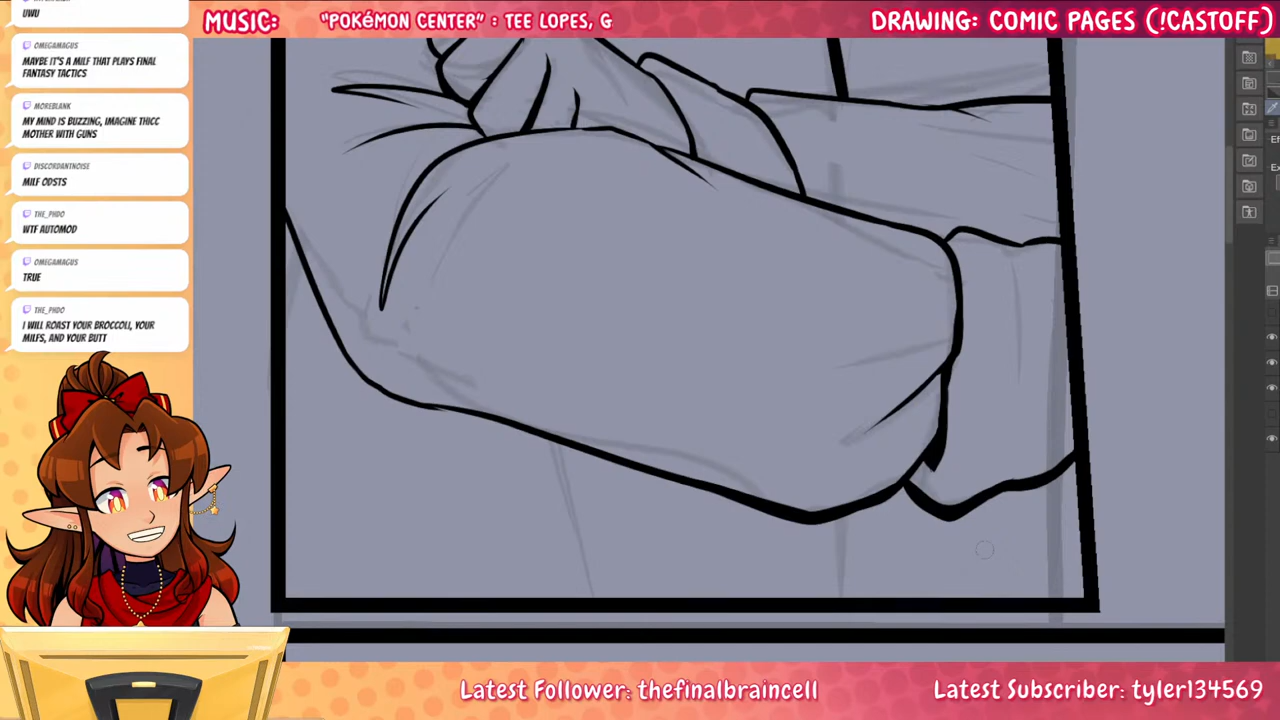 MUSIC:
"POKéMON CENTER" : TEE LOPES, G
DRAWING: COMIC PAGES (!CASTOFF)
UWU
OMEGAMAGUS
MAYBE IT'S A MILF THAT PLAYS FINAL
FANTASY TACTICS
MOREBLANK
MY MIND IS BUZZING, IMAGINE THICC
MOTHER WITH GUNS
DISCORDANTNOISE
MILF ODSTS
THE_PHDO
WTF AUTOMOD
OMEGAMAGUS
TRUE
THE_PHDO
I WILL ROAST YOUR BROCCOLI, YOUR
MILFS, AND YOUR BUTT
Latest Follower: thefinalbraincell
Latest Subscriber: tyler134569